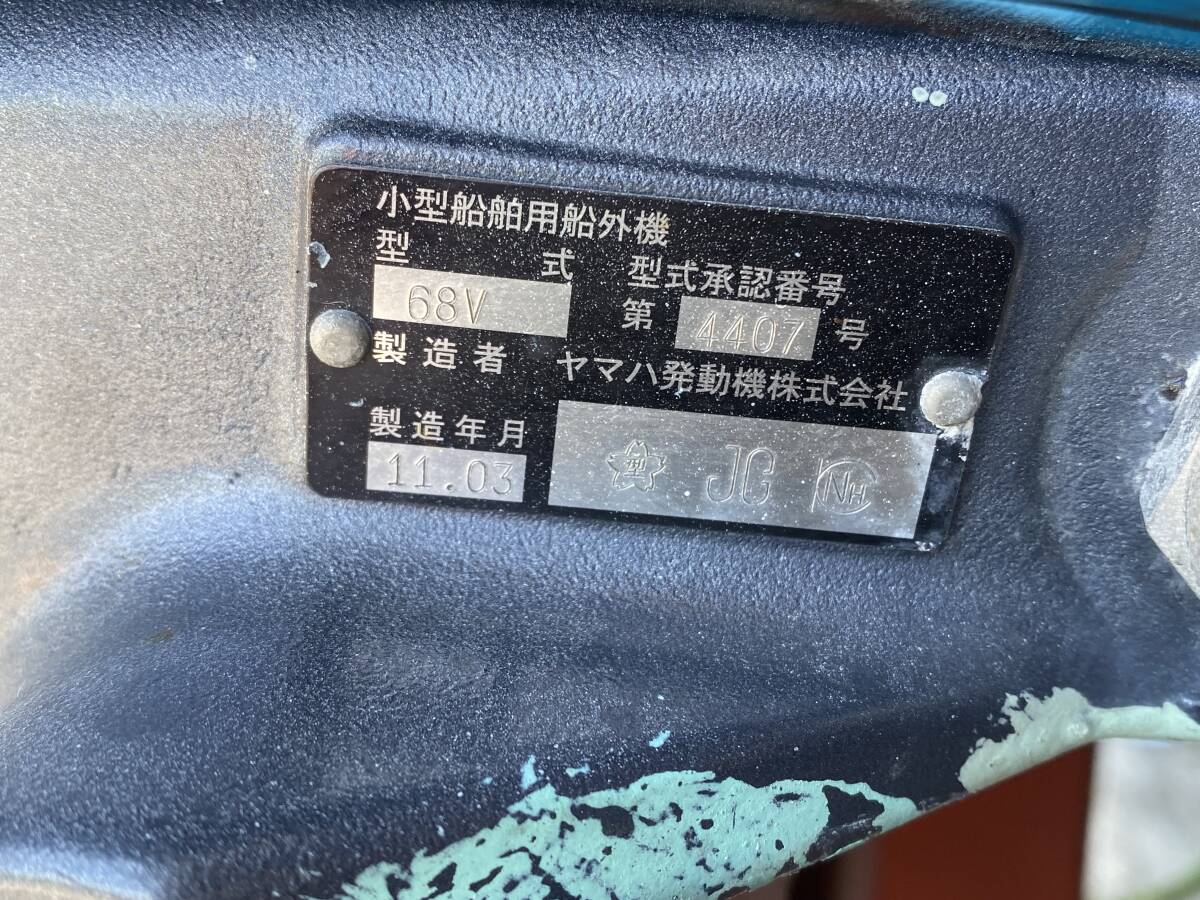 小型船舶用船外機
型 式 型式承認番号
68V 第 4407 号
製造者 ヤマハ発動機株式会社
製造年月
11.03 型 JC NH